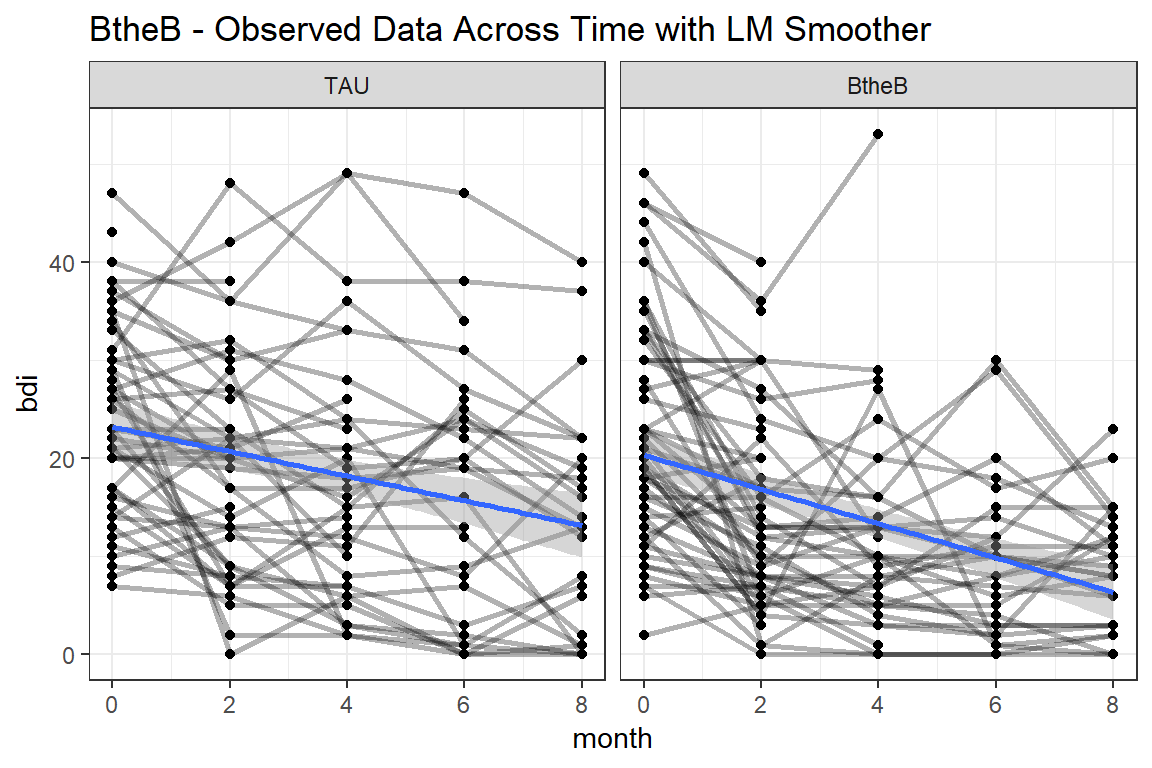 BtheB - Observed Data Across Time with LM Smoother
TAU
BtheB
bdi
40
20
0
0 2 4 6 8
0 2 4 6 8
month